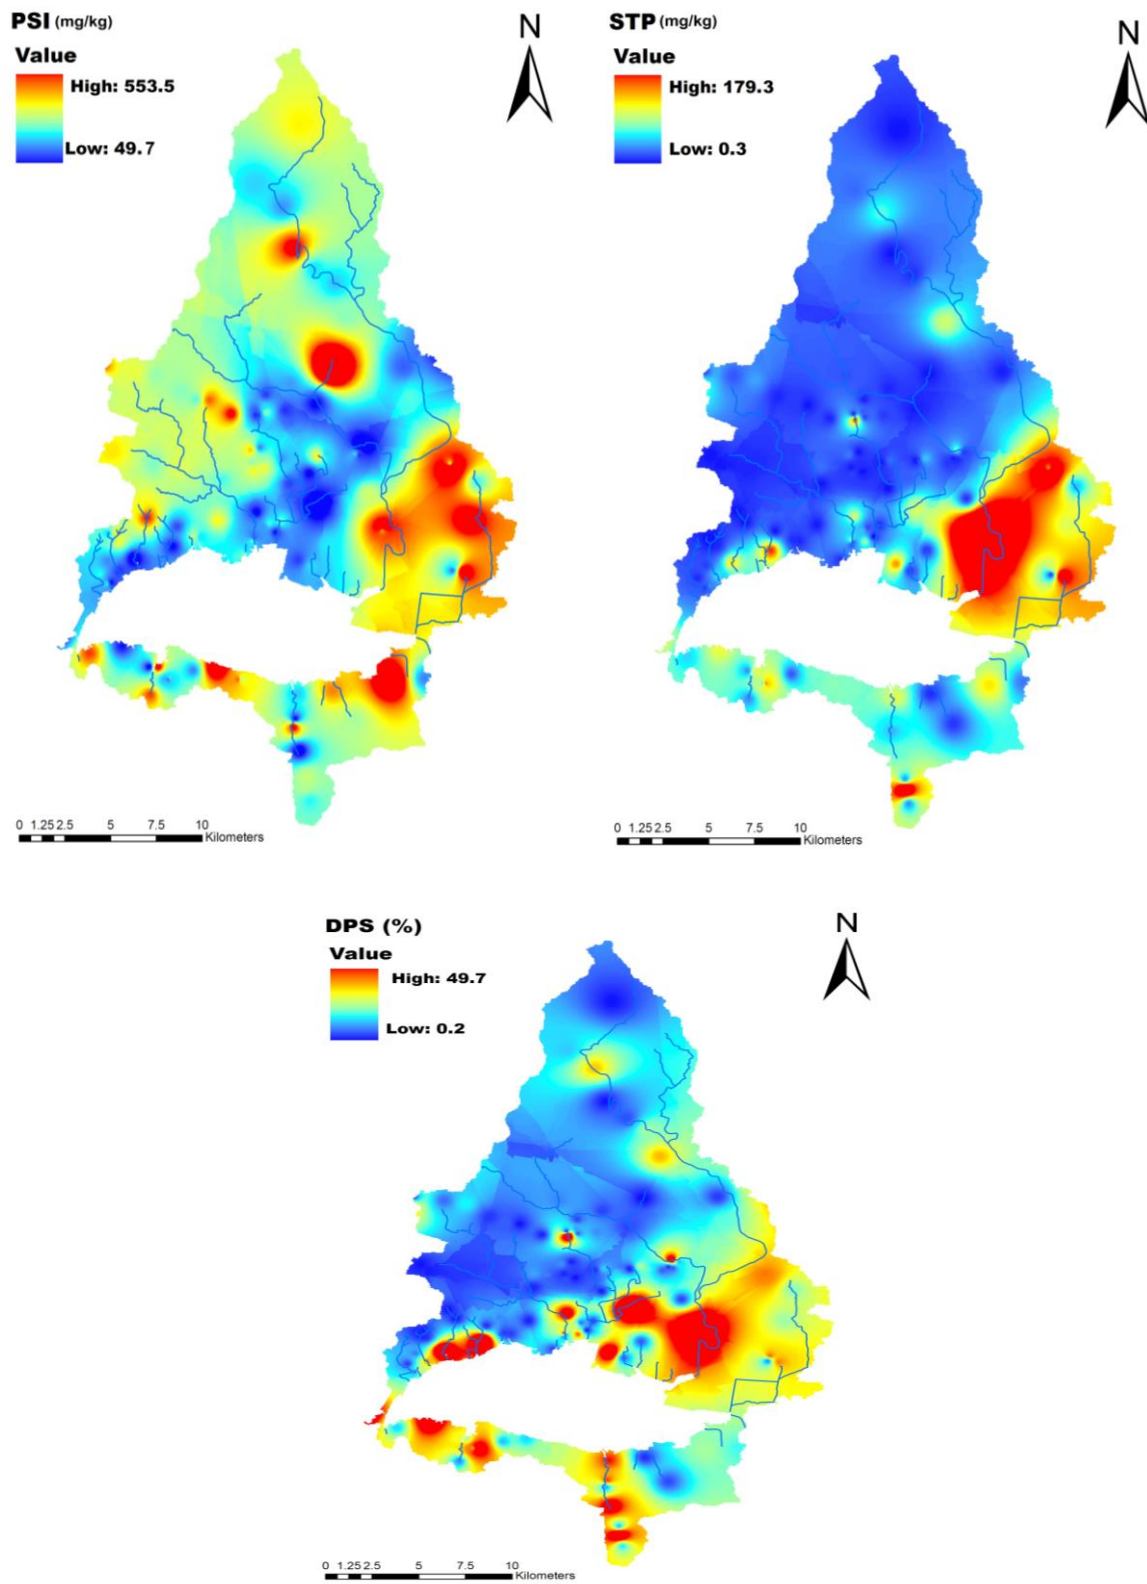 PSI (mg/kg)
Value
High: 553.5
Low: 49.7
N
0 1.25 2.5 5 7.5 10
Kilometers
STP (mg/kg)
Value
High: 179.3
Low: 0.3
N
0 1.25 2.5 5 7.5 10
Kilometers
DPS (%)
Value
High: 49.7
Low: 0.2
N
0 1.25 2.5 5 7.5 10
Kilometers